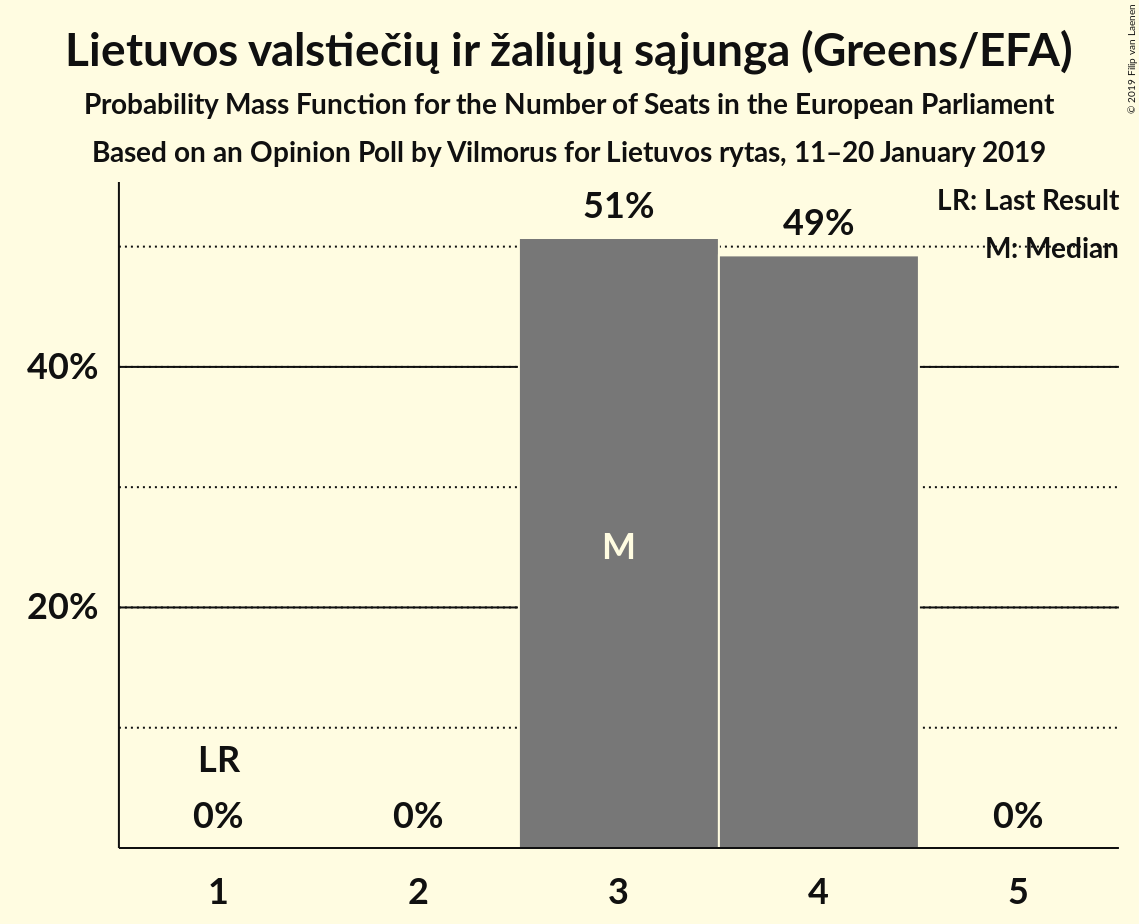 Lietuvos valstiečių ir žaliųjų sąjunga (Greens/EFA)
Probability Mass Function for the Number of Seats in the European Parliament
Based on an Opinion Poll by Vilmorus for Lietuvos rytas, 11–20 January 2019
© 2019 Filip van Laenen
LR: Last Result
M: Median
51%
49%
40%
M
20%
LR
0%
0%
0%
1
2
3
4
5